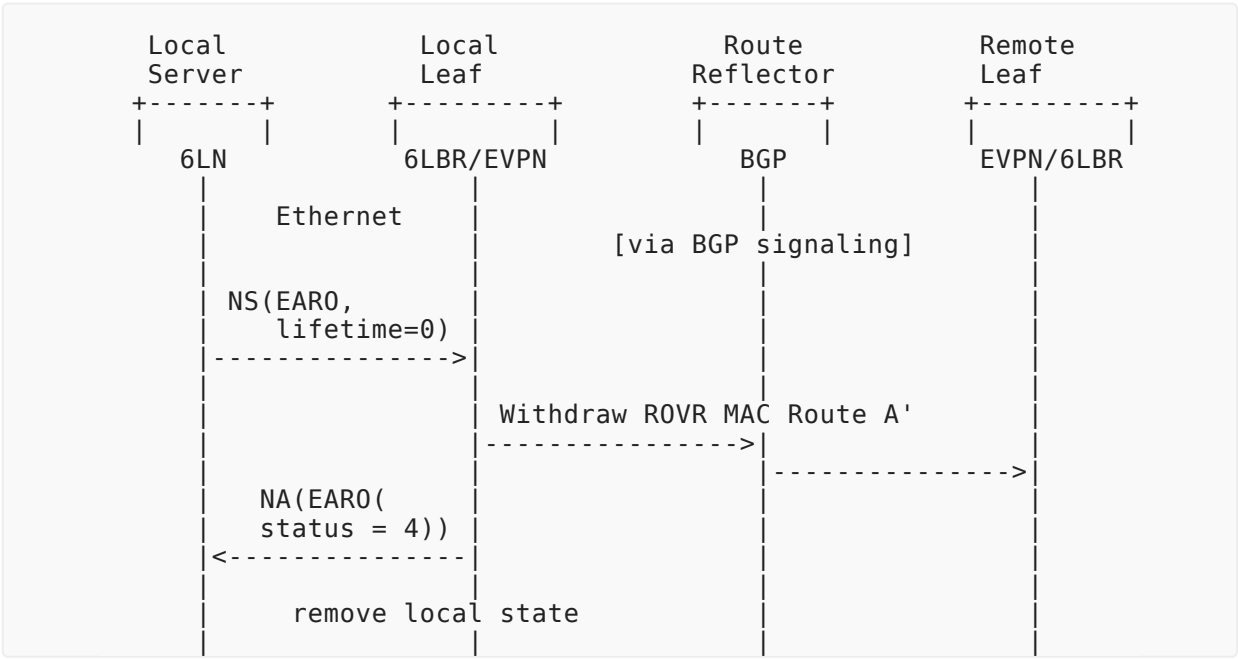 Local Local Route Remote
Server Leaf Reflector Leaf
+-------+ +---------+ +-------+ +---------+
| | | | | | | |
6LN 6LBR/EVPN BGP EVPN/6LBR
| | | |
| Ethernet | | |
| | [via BGP signaling] |
| | | |
| NS(EARO, | | |
| lifetime=0) | | |
|--------------->| | |
| | | |
| | Withdraw ROVR MAC Route A' |
| |---------------->| |
| | |--------------->|
| NA(EARO( | | |
| status = 4)) | | |
|<---------------| | |
| | | |
| remove local state | |
| | | |